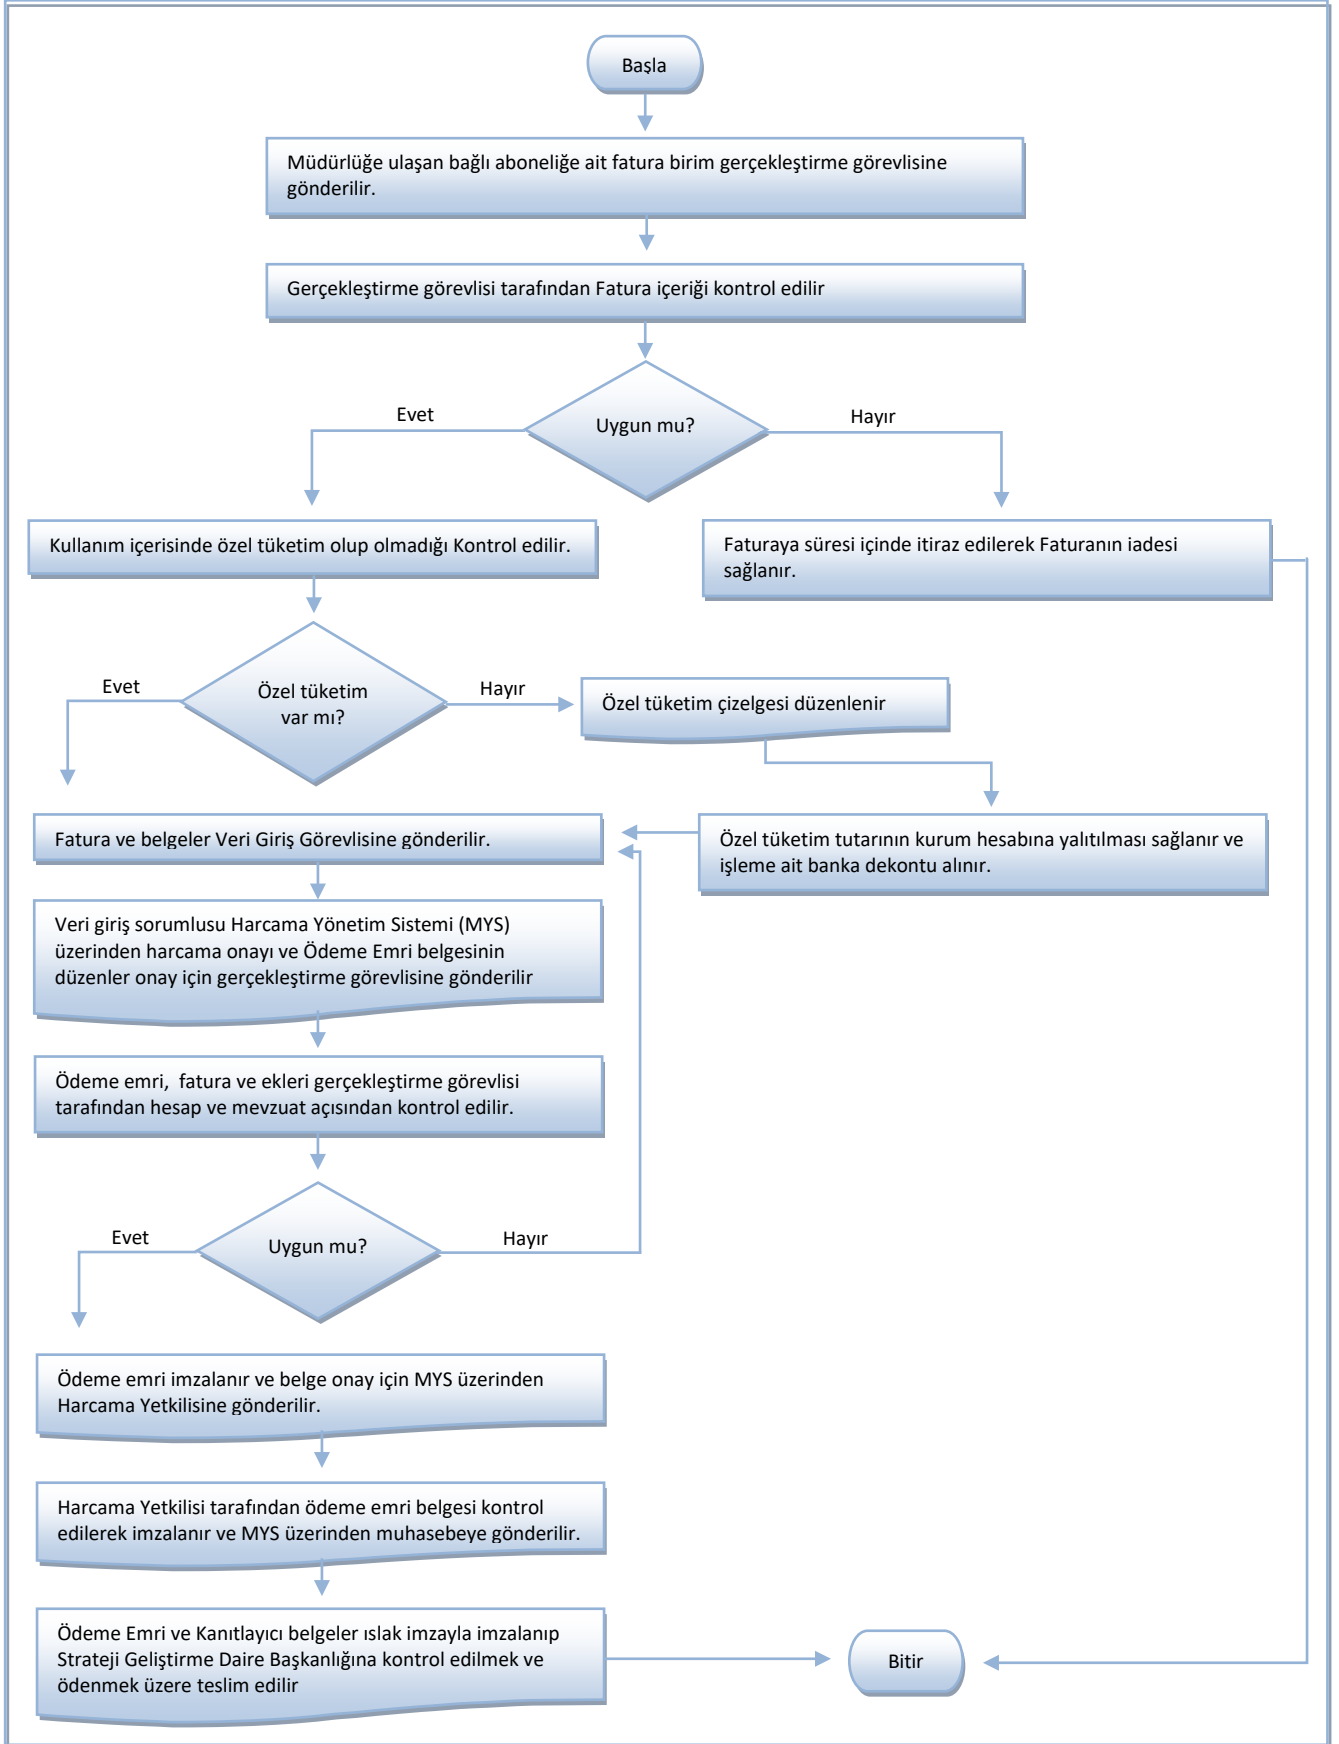 Başla
Müdürlüğe ulaşan bağlı aboneliğe ait fatura birim gerçekleştirme görevlisine
gönderilir.
Gerçekleştirme görevlisi tarafından Fatura içeriği kontrol edilir
Uygun mu?
Evet
Hayır
Kullanım içerisinde özel tüketim olup olmadığı Kontrol edilir.
Faturaya süresi içinde itiraz edilerek Faturanın iadesi
sağlanır.
Özel tüketim
var mı?
Evet
Hayır
Özel tüketim çizelgesi düzenlenir
Fatura ve belgeler Veri Giriş Görevlisine gönderilir.
Özel tüketim tutarının kurum hesabına yalıtılması sağlanır ve
işleme ait banka dekontu alınır.
Veri giriş sorumlusu Harcama Yönetim Sistemi (MYS)
üzerinden harcama onayı ve Ödeme Emri belgesinin
düzenler onay için gerçekleştirme görevlisine gönderilir
Ödeme emri, fatura ve ekleri gerçekleştirme görevlisi
tarafından hesap ve mevzuat açısından kontrol edilir.
Uygun mu?
Evet
Hayır
Ödeme emri imzalanır ve belge onay için MYS üzerinden
Harcama Yetkilisine gönderilir.
Harcama Yetkilisi tarafından ödeme emri belgesi kontrol
edilerek imzalanır ve MYS üzerinden muhasebeye gönderilir.
Ödeme Emri ve Kanıtlayıcı belgeler ıslak imzayla imzalanıp
Strateji Geliştirme Daire Başkanlığına kontrol edilmek ve
ödenmek üzere teslim edilir
Bitir